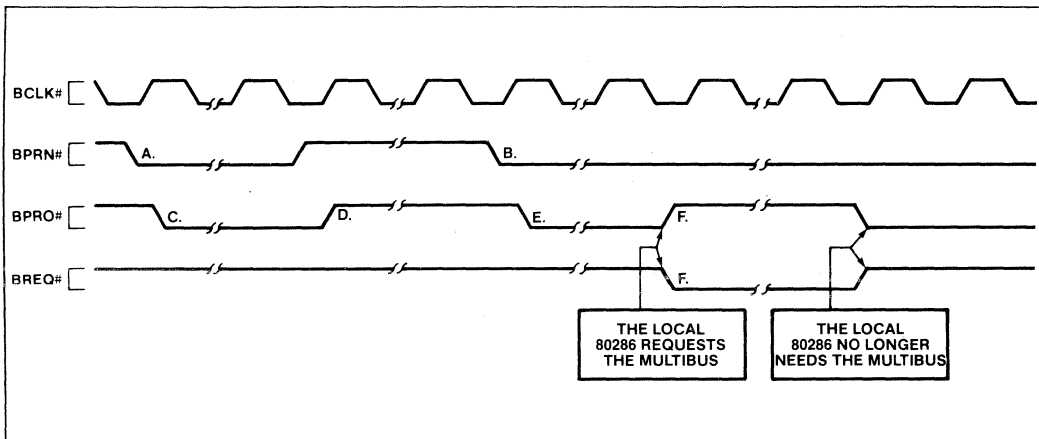 BCLK#
BPRN#
A.
B.
BPRO#
C.
D.
E.
F.
BREQ#
F.
THE LOCAL
80286 REQUESTS
THE MULTIBUS
THE LOCAL
80286 NO LONGER
NEEDS THE MULTIBUS